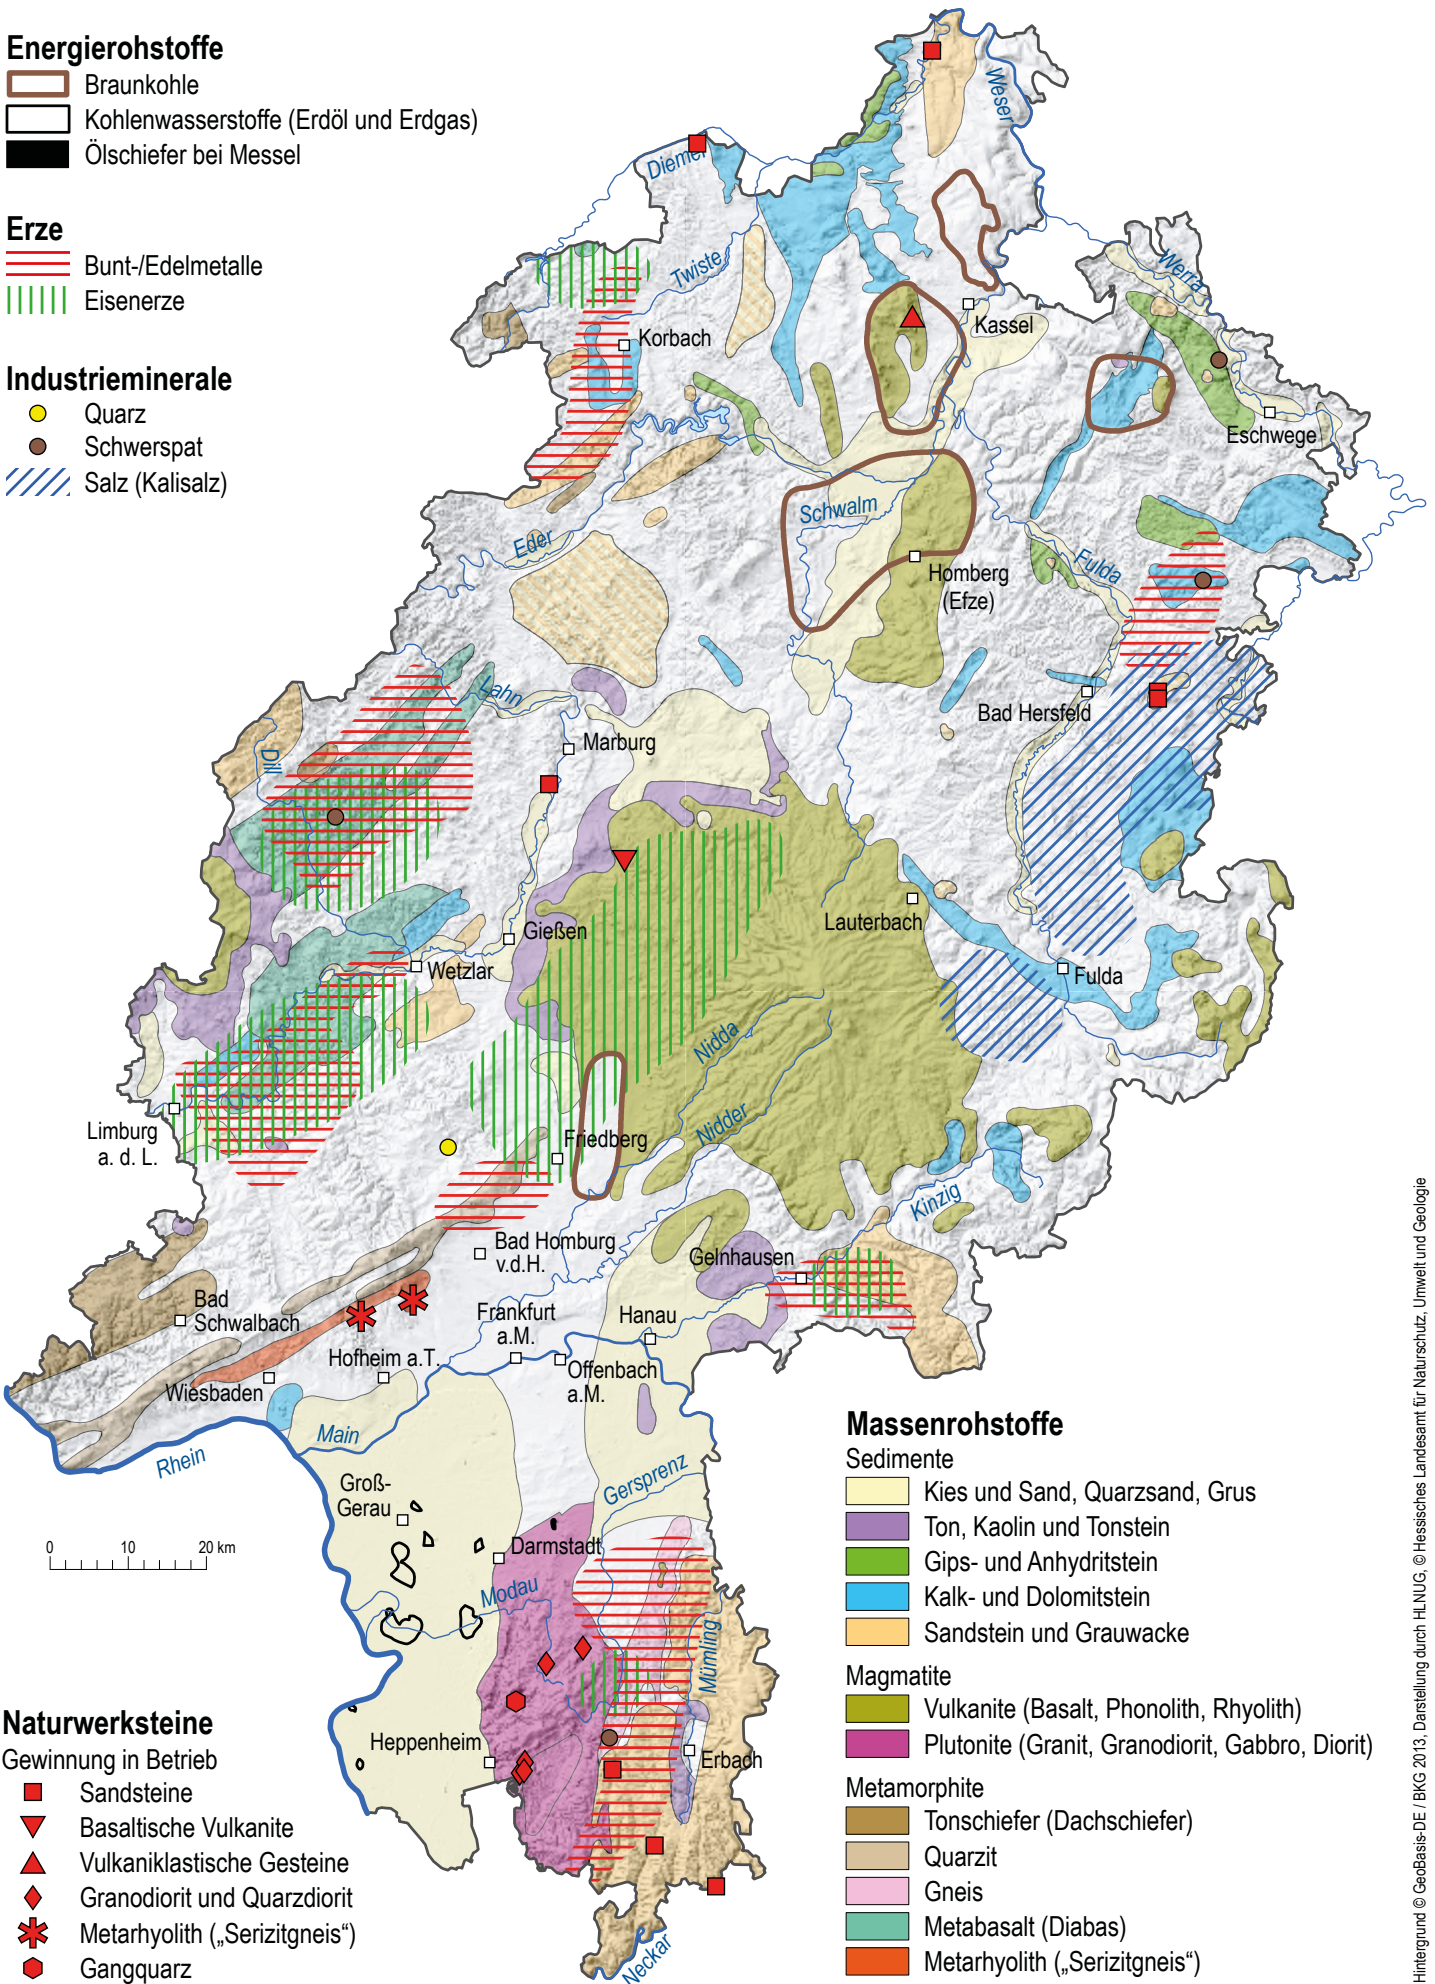 Energierohstoffe
Braunkohle
Kohlenwasserstoffe (Erdöl und Erdgas)
Ölschiefer bei Messel
Erze
Bunt-/Edelmetalle
Eisenerze
Industrieminerale
Quarz
Schwerspat
Salz (Kalisalz)
Weser
Diemel
Twiste
Werra
Kassel
Korbach
Eschwege
Schwalm
Eder
Homberg
(Efze)
Fulda
Lahn
Bad Hersfeld
Marburg
Dill
Lauterbach
Gießen
Wetzlar
Fulda
Nidda
Nidder
Limburg
a. d. L.
Friedberg
Kinzig
Bad Homburg
v.d.H.
Gelnhausen
Bad
Schwalbach
Frankfurt
a.M.
Hanau
Hofheim a.T.
Offenbach
a.M.
Wiesbaden
Main
Rhein
Groß-
Gerau
Gersprenz
0 10 20 km
Darmstadt
Modau
Mümling
Heppenheim
Erbach
Neckar
Naturwerksteine
Gewinnung in Betrieb
Sandsteine
Basaltische Vulkanite
Vulkaniklastische Gesteine
Granodiorit und Quarzdiorit
Metarhyolith („Serizitgneis“)
Gangquarz
Massenrohstoffe
Sedimente
Kies und Sand, Quarzsand, Grus
Ton, Kaolin und Tonstein
Gips- und Anhydritstein
Kalk- und Dolomitstein
Sandstein und Grauwacke
Magmatite
Vulkanite (Basalt, Phonolith, Rhyolith)
Plutonite (Granit, Granodiorit, Gabbro, Diorit)
Metamorphite
Tonschiefer (Dachschiefer)
Quarzit
Gneis
Metabasalt (Diabas)
Metarhyolith („Serizitgneis“)
Hintergrund © GeoBasis-DE / BKG 2013, Darstellung durch HLNUG, © Hessisches Landesamt für Naturschutz, Umwelt und Geologie